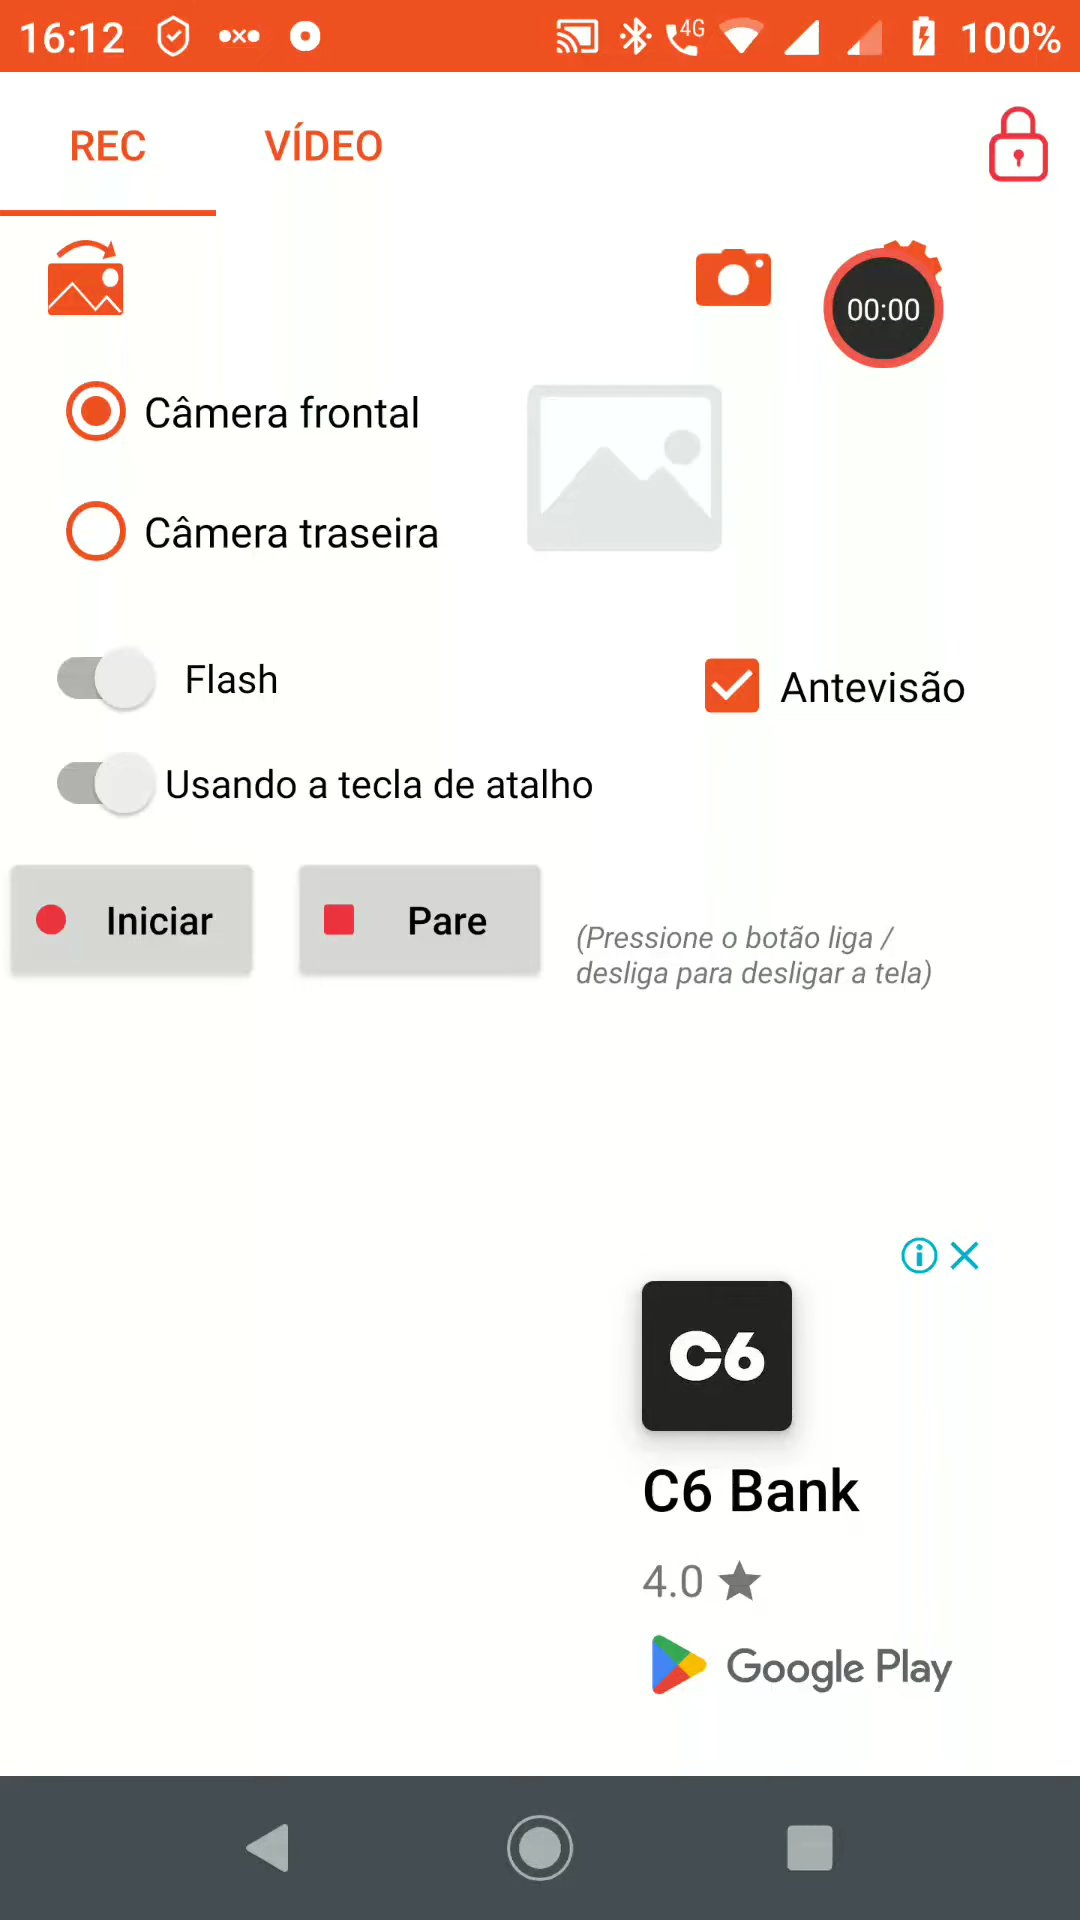 16:12 4G 100%
REC VÍDEO
00:00
Câmera frontal
Câmera traseira
Flash
Antevisão
Usando a tecla de atalho
Iniciar
Pare
(Pressione o botão liga /
desliga para desligar a tela)
C6
C6 Bank
4.0
Google Play